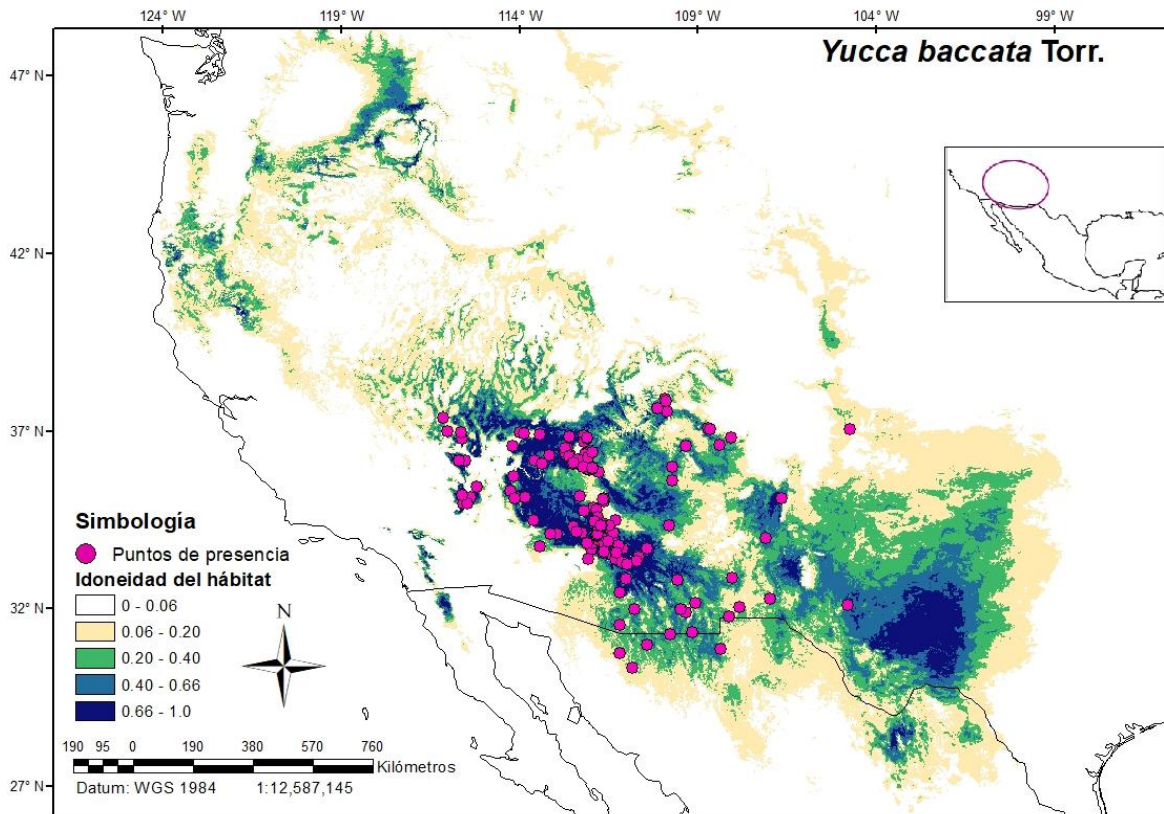 124° W 119° W 114° W 109° W 104° W 99° W
Yucca baccata Torr.
47° N
42° N
37° N
32° N
27° N
Simbología
Puntos de presencia
Idoneidad del hábitat
0 - 0.06
0.06 - 0.20
0.20 - 0.40
0.40 - 0.66
0.66 - 1.0
N
190 95 0 190 380 570 760
Kilómetros
Datum: WGS 1984 1:12,587,145